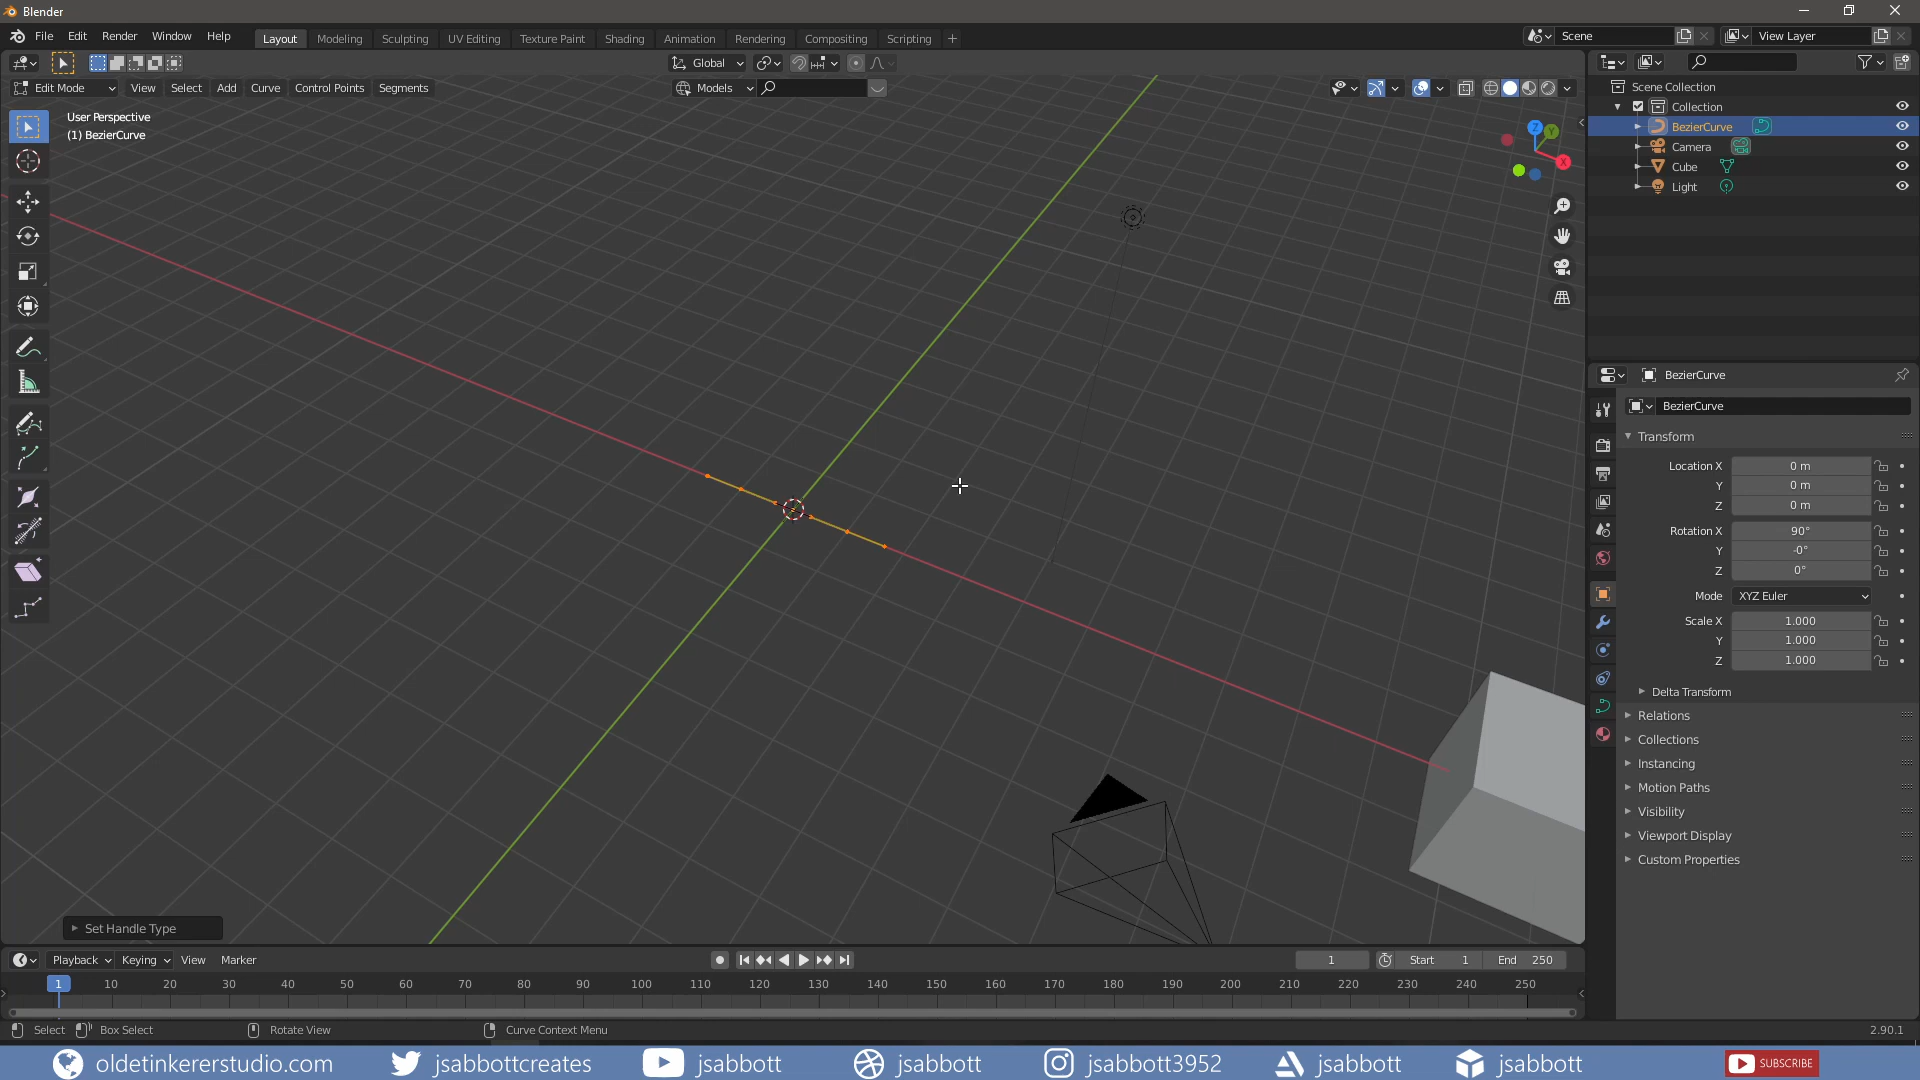 Blender
File Edit Render Window Help Layout Modeling Sculpting UV Editing Texture Paint Shading Animation Rendering Compositing Scripting + Scene View Layer
Global
Edit Mode View Select Add Curve Control Points Segments Models
User Perspective
(1) BezierCurve
Z Y X
Scene Collection
Collection
BezierCurve
Camera
Cube
Light
BezierCurve
BezierCurve
Transform
Location X 0 m
Y 0 m
Z 0 m
Rotation X 90°
Y -0°
Z 0°
Mode XYZ Euler
Scale X 1.000
Y 1.000
Z 1.000
Delta Transform
Relations
Collections
Instancing
Motion Paths
Visibility
Viewport Display
Custom Properties
Set Handle Type
Playback Keying View Marker 1 Start 1 End 250
1 10 20 30 40 50 60 70 80 90 100 110 120 130 140 150 160 170 180 190 200 210 220 230 240 250
Select Box Select Rotate View Curve Context Menu 2.90.1
oldetinkererstudio.com jsabbottcreates jsabbott jsabbott jsabbott3952 jsabbott jsabbott SUBSCRIBE